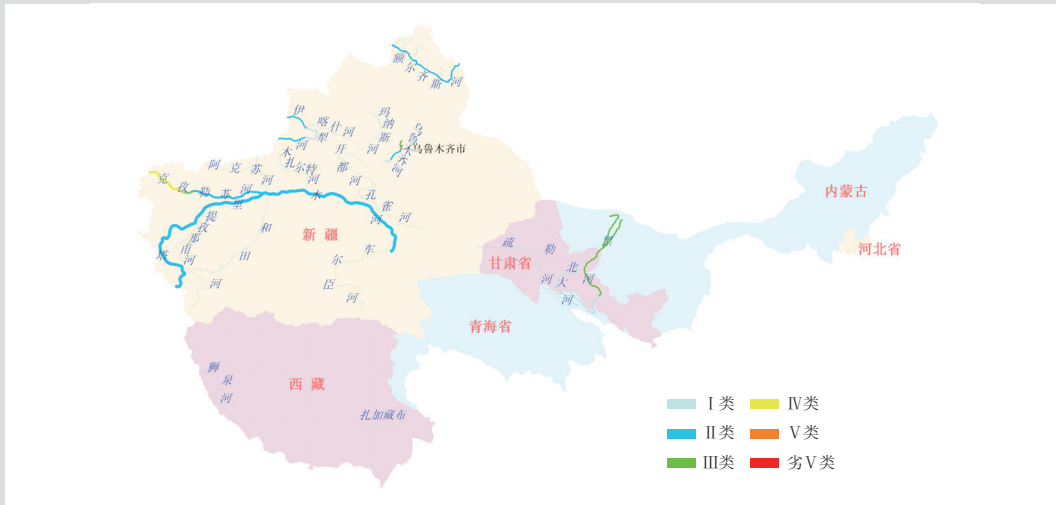 额尔齐斯河
伊犁河
喀什河
玛纳斯河
乌鲁木齐河
乌鲁木齐市
开都河
木扎尔特河
阿克苏河
克孜勒苏河
孔雀河
塔里木河
提孜那甫河
和田河
车尔臣河
新疆
疏勒河
甘肃省
北大河
黑河
内蒙古
河北省
青海省
西藏
狮泉河
扎加藏布
Ⅰ类
Ⅳ类
Ⅱ类
Ⅴ类
Ⅲ类
劣Ⅴ类